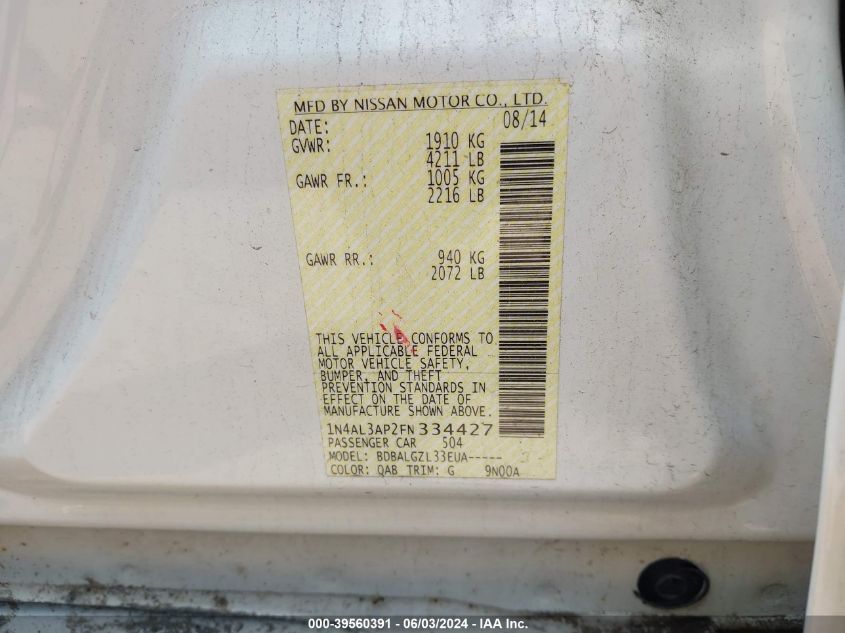 MFD BY NISSAN MOTOR CO., LTD.
DATE: 08/14
GVWR: 1910 KG
4211 LB
GAWR FR.: 1005 KG
2216 LB
GAWR RR.: 940 KG
2072 LB
THIS VEHICLE CONFORMS TO
ALL APPLICABLE FEDERAL
MOTOR VEHICLE SAFETY,
BUMPER, AND THEFT
PREVENTION STANDARDS IN
EFFECT ON THE DATE OF
MANUFACTURE SHOWN ABOVE.
1N4AL3AP2FN334427
PASSENGER CAR 504
MODEL: BDBALGZL33EUA-----3-
COLOR: QAB TRIM: G 9N00A
000-39560391 - 06/03/2024 - IAA Inc.